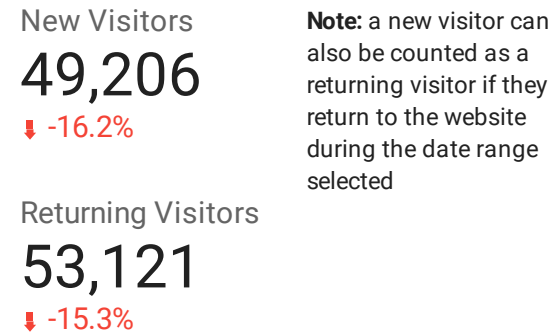 New Visitors
49,206
-16.2%
Note: a new visitor can
also be counted as a
returning visitor if they
return to the website
during the date range
selected
Returning Visitors
53,121
-15.3%